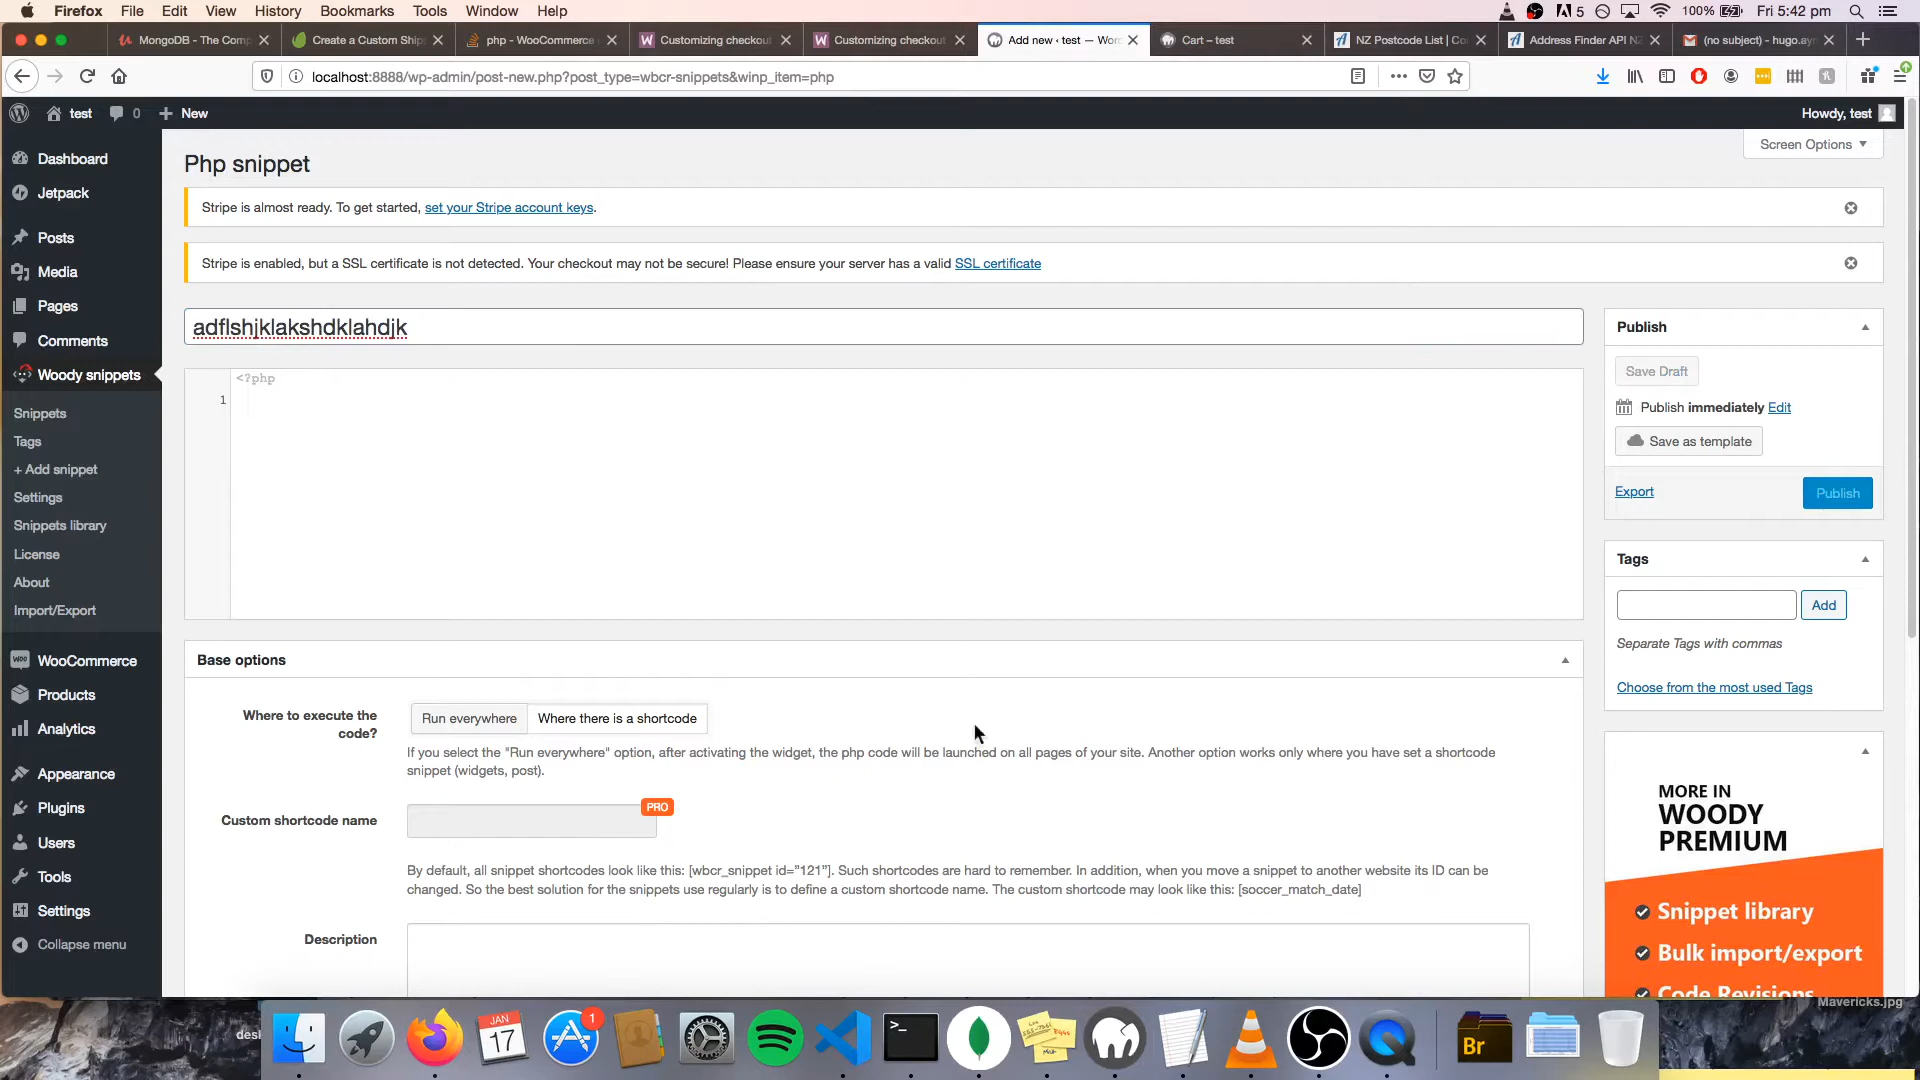 Firefox File Edit View History Bookmarks Tools Window Help 5 100% Fri 5:42 pm
MongoDB - The Comp Create a Custom Ship php - WooCommerce Customizing checkout Customizing checkout Add new ‹ test — Word Cart – test NZ Postcode List | Co Address Finder API NZ (no subject) - hugo.ayn
localhost:8888/wp-admin/post-new.php?post_type=wbcr-snippets&winp_item=php
test 0 New Howdy, test
Screen Options
Dashboard
Jetpack
Posts
Media
Pages
Comments
Woody snippets
Snippets
Tags
+ Add snippet
Settings
Snippets library
License
About
Import/Export
WooCommerce
Products
Analytics
Appearance
Plugins
Users
Tools
Settings
Collapse menu
Php snippet
Stripe is almost ready. To get started, set your Stripe account keys.
Stripe is enabled, but a SSL certificate is not detected. Your checkout may not be secure! Please ensure your server has a valid SSL certificate
adflshjklakshdklahdjk
<?php
1
Base options
Where to execute the
code?
Run everywhere Where there is a shortcode
If you select the "Run everywhere" option, after activating the widget, the php code will be launched on all pages of your site. Another option works only where you have set a shortcode
snippet (widgets, post).
Custom shortcode name
PRO
By default, all snippet shortcodes look like this: [wbcr_snippet id="121"]. Such shortcodes are hard to remember. In addition, when you move a snippet to another website its ID can be
changed. So the best solution for the snippets use regularly is to define a custom shortcode name. The custom shortcode may look like this: [soccer_match_date]
Description
Publish
Save Draft
Publish immediately Edit
Save as template
Export Publish
Tags
Add
Separate Tags with commas
Choose from the most used Tags
MORE IN
WOODY
PREMIUM
Snippet library
Bulk import/export
Code Revisions
Mavericks.jpg
desk
JAN
17
1
Br